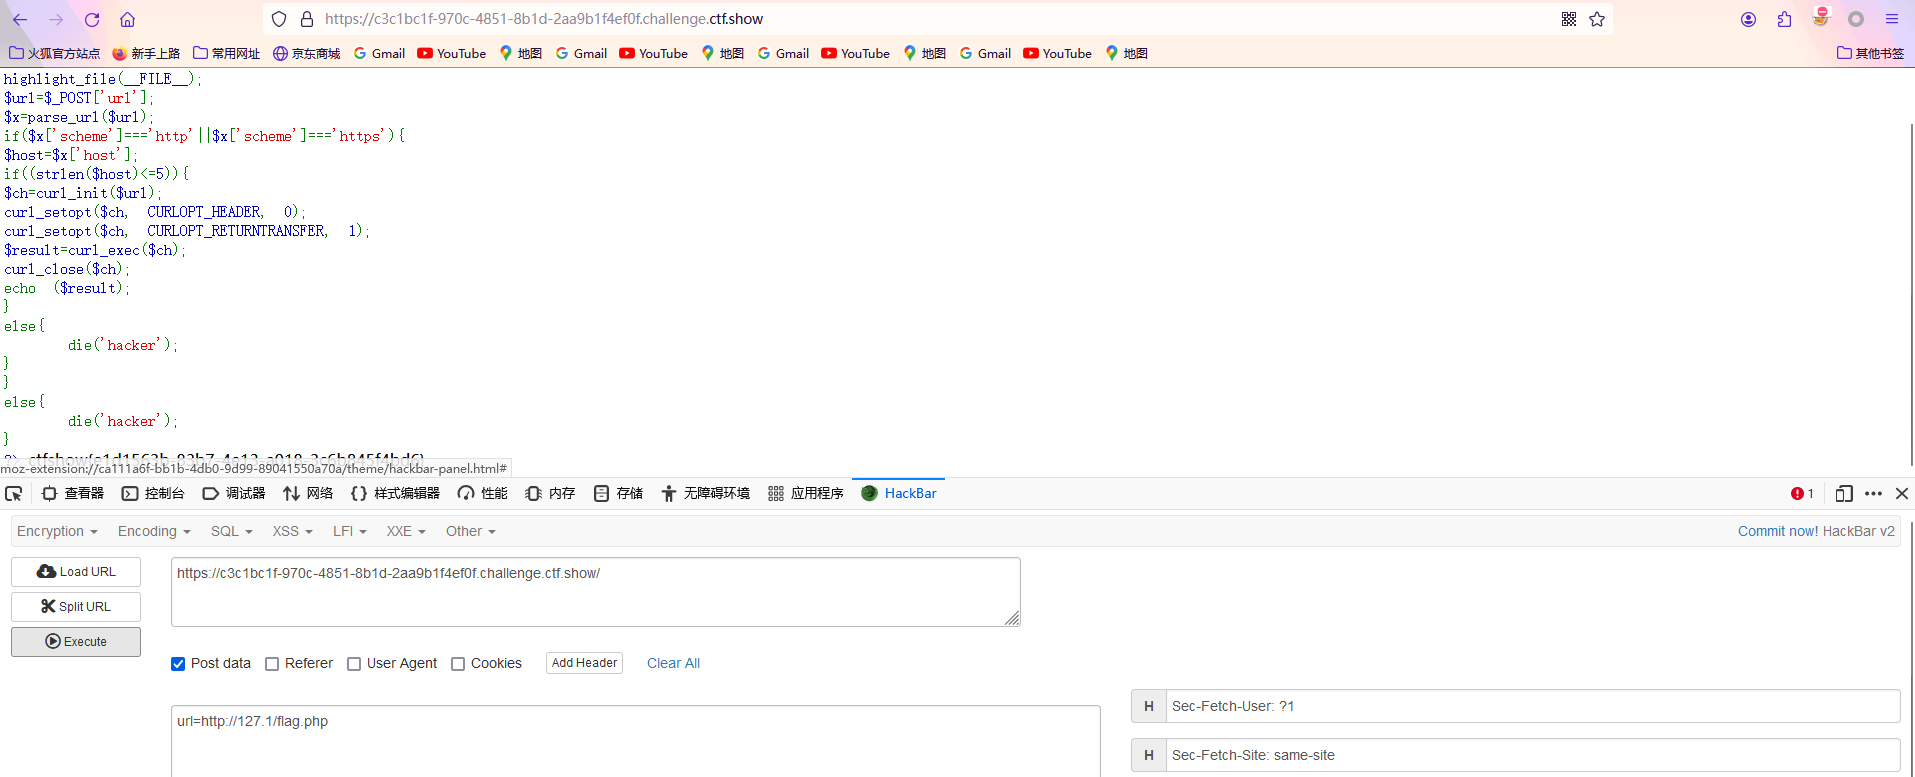 https://c3c1bc1f-970c-4851-8b1d-2aa9b1f4ef0f.challenge.ctf.show
火狐官方站点 新手上路 常用网址 京东商城 Gmail YouTube 地图 Gmail YouTube 地图 Gmail YouTube 地图 Gmail YouTube 地图 其他书签
highlight_file(__FILE__);
$url=$_POST['url'];
$x=parse_url($url);
if($x['scheme']==='http'||$x['scheme']==='https'){
$host=$x['host'];
if((strlen($host)<=5)){
$ch=curl_init($url);
curl_setopt($ch, CURLOPT_HEADER, 0);
curl_setopt($ch, CURLOPT_RETURNTRANSFER, 1);
$result=curl_exec($ch);
curl_close($ch);
echo ($result);
}
else{
die('hacker');
}
}
else{
die('hacker');
}
moz-extension://ca111a6f-bb1b-4db0-9d99-89041550a70a/theme/hackbar-panel.html#
查看器 控制台 调试器 网络 样式编辑器 性能 内存 存储 无障碍环境 应用程序 HackBar 1
Encryption Encoding SQL XSS LFI XXE Other Commit now! HackBar v2
Load URL
https://c3c1bc1f-970c-4851-8b1d-2aa9b1f4ef0f.challenge.ctf.show/
Split URL
Execute
Post data Referer User Agent Cookies Add Header Clear All
H Sec-Fetch-User: ?1
url=http://127.1/flag.php
H Sec-Fetch-Site: same-site